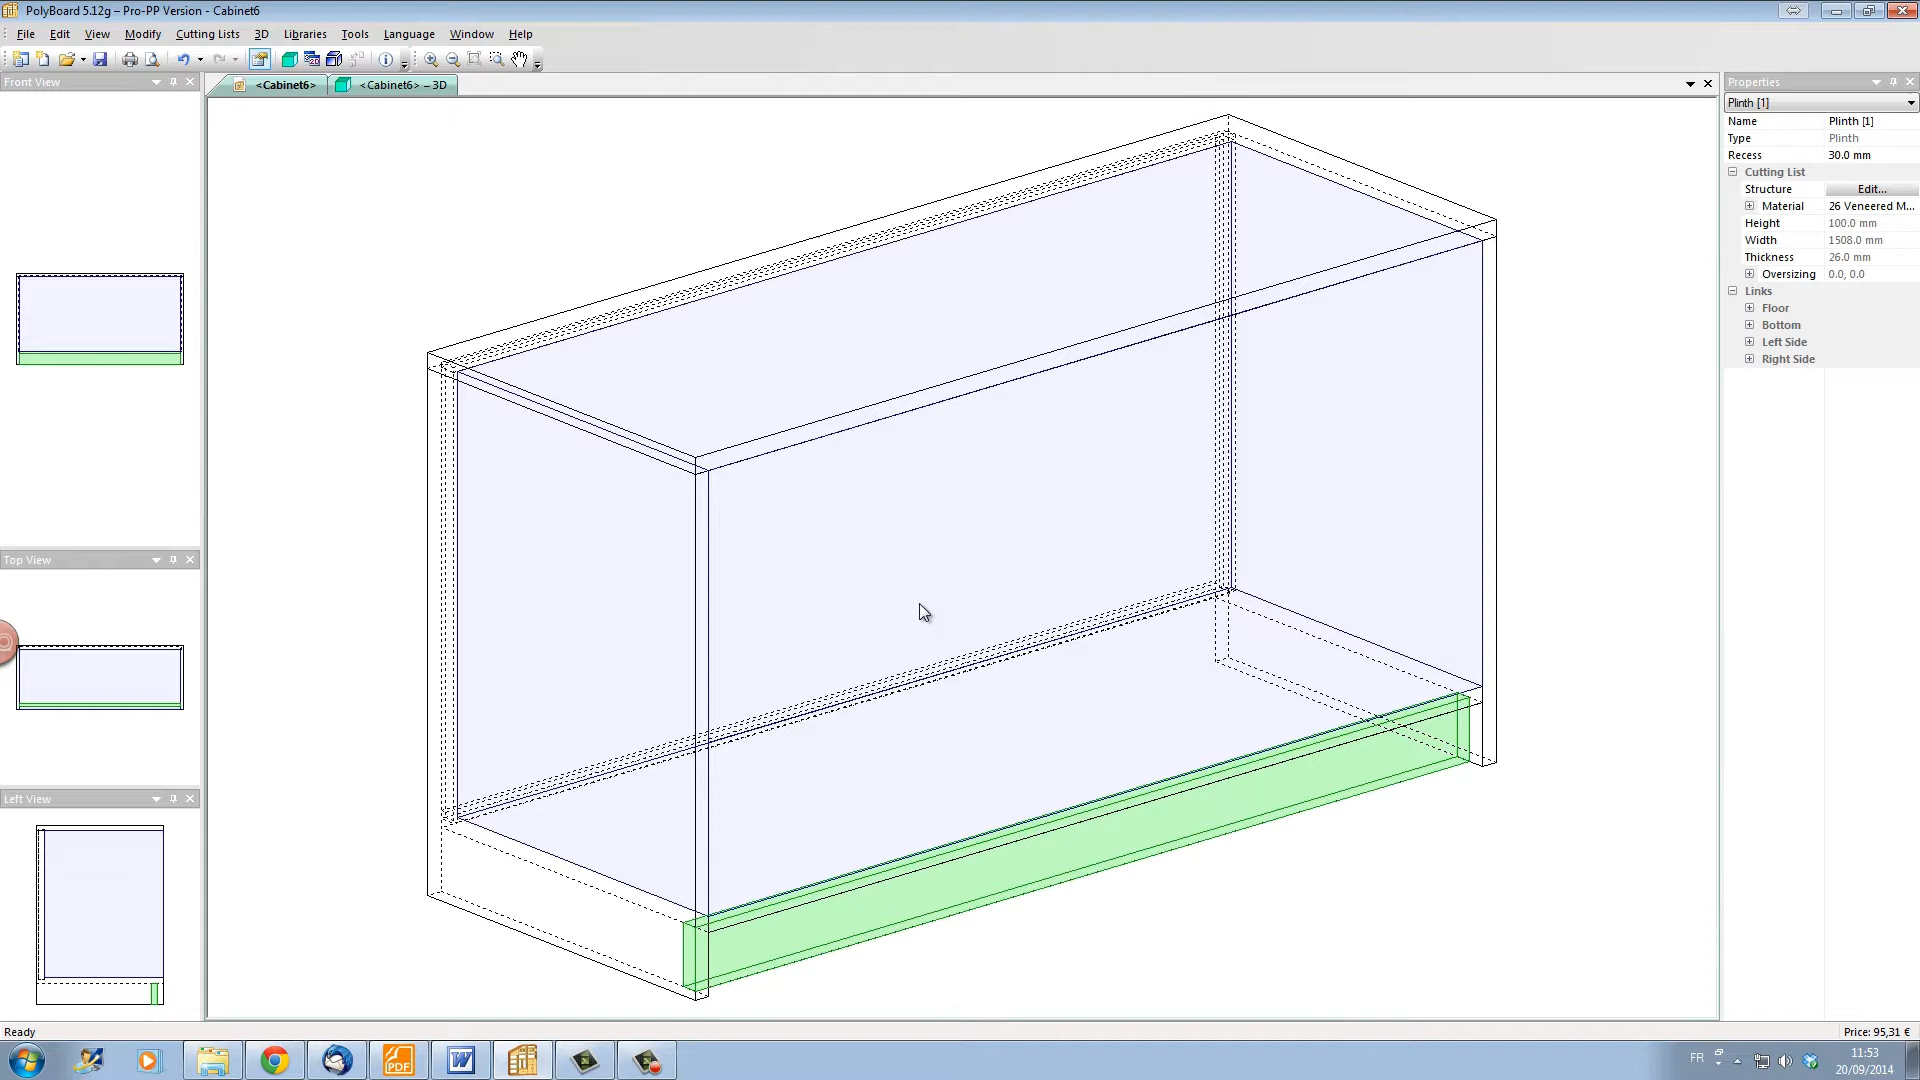 PolyBoard 5.12g – Pro-PP Version - Cabinet6
File Edit View Modify Cutting Lists 3D Libraries Tools Language Window Help
Front View
<Cabinet6>
<Cabinet6> – 3D
Properties
Plinth [1]
Name Plinth [1]
Type Plinth
Recess 30.0 mm
Cutting List
Structure Edit...
Material 26 Veneered M...
Height 100.0 mm
Width 1508.0 mm
Thickness 26.0 mm
Oversizing 0.0, 0.0
Links
Floor
Bottom
Left Side
Right Side
Top View
Left View
Ready
Price: 95,31 €
PDF
W
FR
11:53
20/09/2014